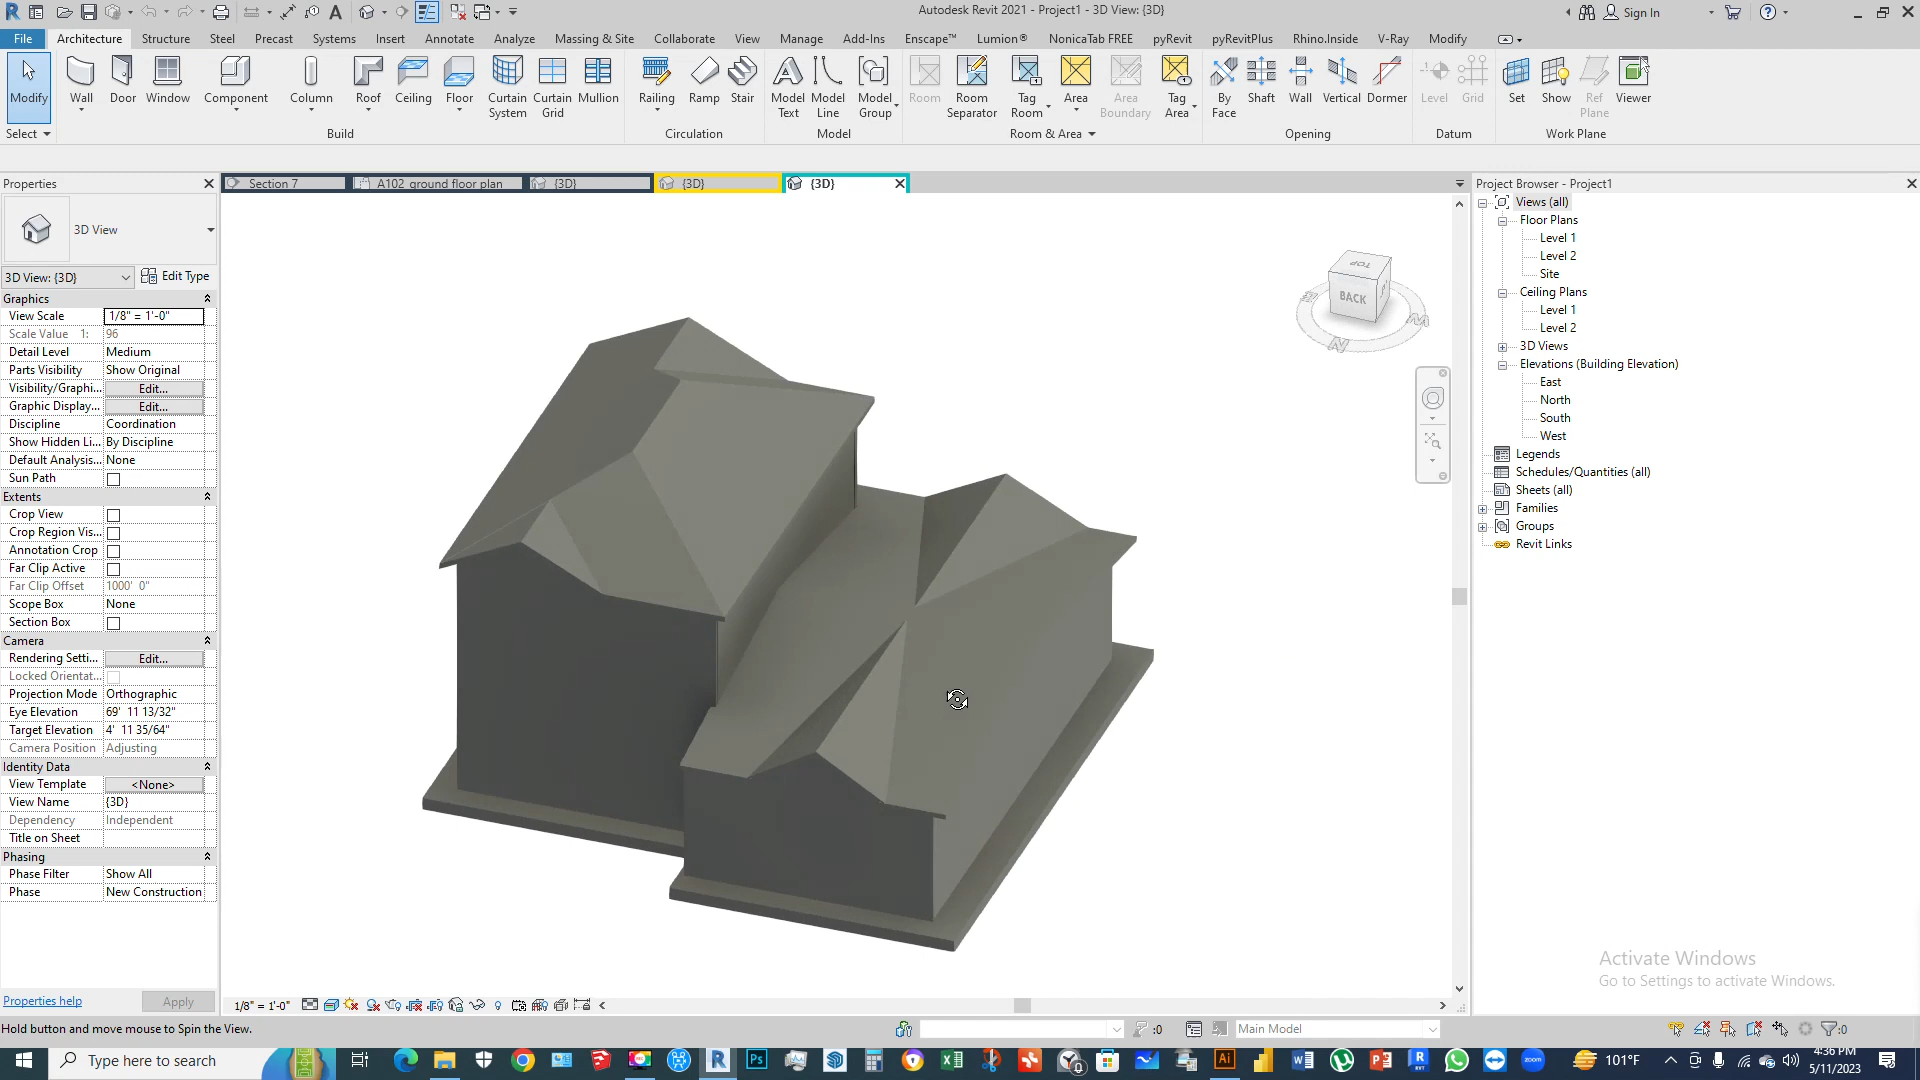 Autodesk Revit 2021 - Project1 - 3D View: {3D}
Sign In
File Architecture Structure Steel Precast Systems Insert Annotate Analyze Massing & Site Collaborate View Manage Add-Ins Enscape™ Lumion® NonicaTab FREE pyRevit pyRevitPlus Rhino.Inside V-Ray Modify
Modify Wall Door Window Component Column Roof Ceiling Floor Curtain System Curtain Grid Mullion Railing Ramp Stair Model Text Model Line Model Group Room Room Separator Tag Room Area Area Boundary Tag Area By Face Shaft Wall Vertical Dormer Level Grid Set Show Ref Plane Viewer
Select Build Circulation Model Room & Area Opening Datum Work Plane
Properties
Section 7 A102 ground floor plan {3D} {3D} {3D}
Project Browser - Project1
3D View
3D View: {3D} Edit Type
Graphics
View Scale 1/8" = 1'-0"
Scale Value 1: 96
Detail Level Medium
Parts Visibility Show Original
Visibility/Graphi... Edit...
Graphic Display... Edit...
Discipline Coordination
Show Hidden Li... By Discipline
Default Analysis... None
Sun Path
Extents
Crop View
Crop Region Vis...
Annotation Crop
Far Clip Active
Far Clip Offset 1000' 0"
Scope Box None
Section Box
Camera
Rendering Setti... Edit...
Locked Orientat...
Projection Mode Orthographic
Eye Elevation 69' 11 13/32"
Target Elevation 4' 11 35/64"
Camera Position Adjusting
Identity Data
View Template <None>
View Name {3D}
Dependency Independent
Title on Sheet
Phasing
Phase Filter Show All
Phase New Construction
Properties help Apply
TOP
BACK
N
Views (all)
Floor Plans
Level 1
Level 2
Site
Ceiling Plans
Level 1
Level 2
3D Views
Elevations (Building Elevation)
East
North
South
West
Legends
Schedules/Quantities (all)
Sheets (all)
Families
Groups
Revit Links
Activate Windows
Go to Settings to activate Windows.
1/8" = 1'-0"
Hold button and move mouse to Spin the View.
:0 Main Model :0
Type here to search
101°F
4:36 PM
5/11/2023